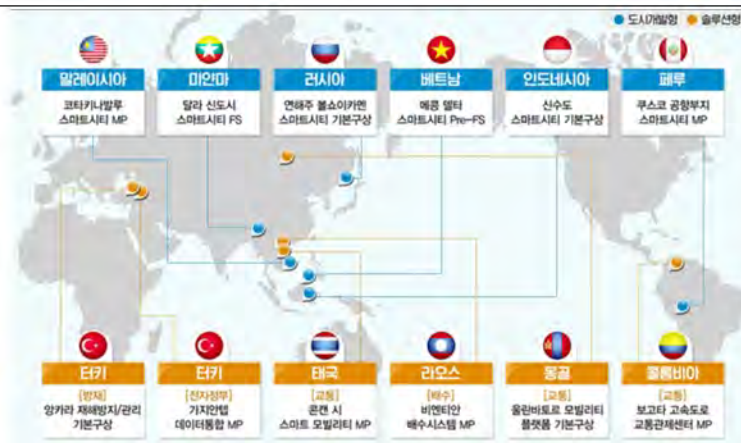 도시개발형 솔루션형
말레이시아 미얀마 러시아 베트남 인도네시아 페루
코타키나발루 달라 신도시 연해주 볼쇼이카멘 메콩 델타 신수도 쿠스코 공항부지
스마트시티 MP 스마트시티 FS 스마트시티 기본구상 스마트시티 Pre-FS 스마트시티 기본구상 스마트시티 MP
터키 터키 태국 라오스 몽골 콜롬비아
[방재] [전자정부] [교통] [배수] [교통] [교통]
앙카라 재해방지/관리 가지안텝 콘캔 시 비엔티안 울란바토르 모빌리티 보고타 고속도로
기본구상 데이터통합 MP 스마트 모빌리티 MP 배수시스템 MP 플랫폼 기본구상 교통관제센터 MP